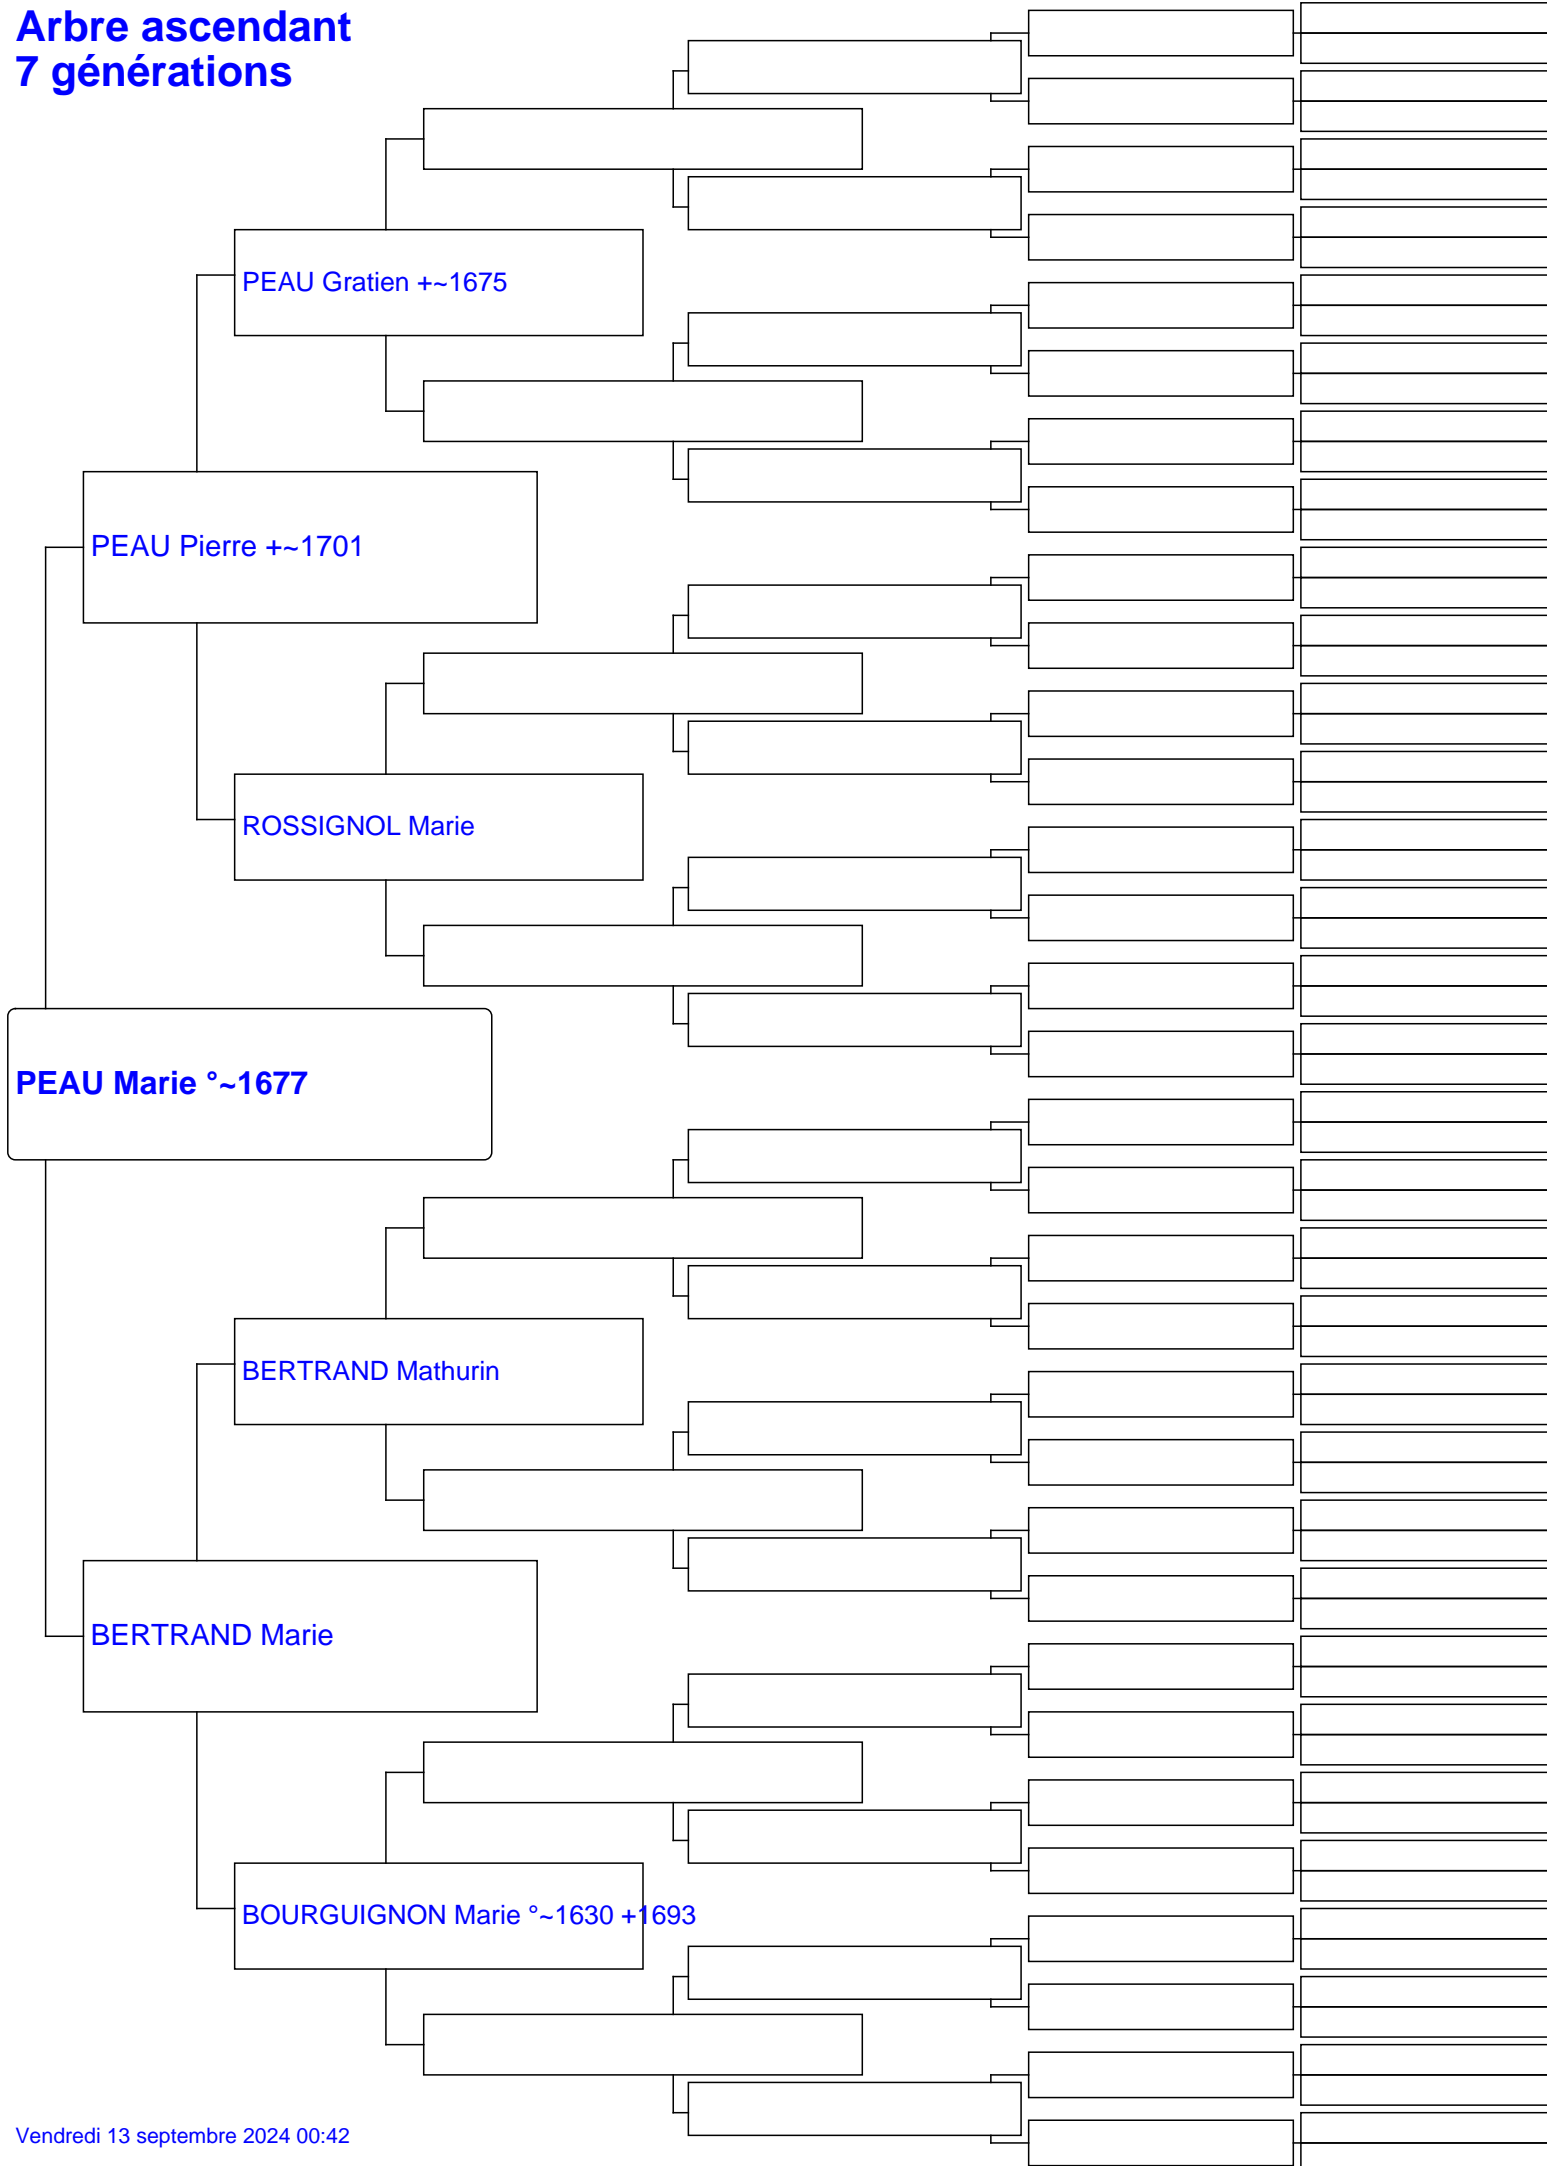 Arbre ascendant
7 générations
PEAU Gratien +~1675
PEAU Pierre +~1701
ROSSIGNOL Marie
PEAU Marie °~1677
BERTRAND Mathurin
BERTRAND Marie
BOURGUIGNON Marie °~1630 +1693
Vendredi 13 septembre 2024 00:42